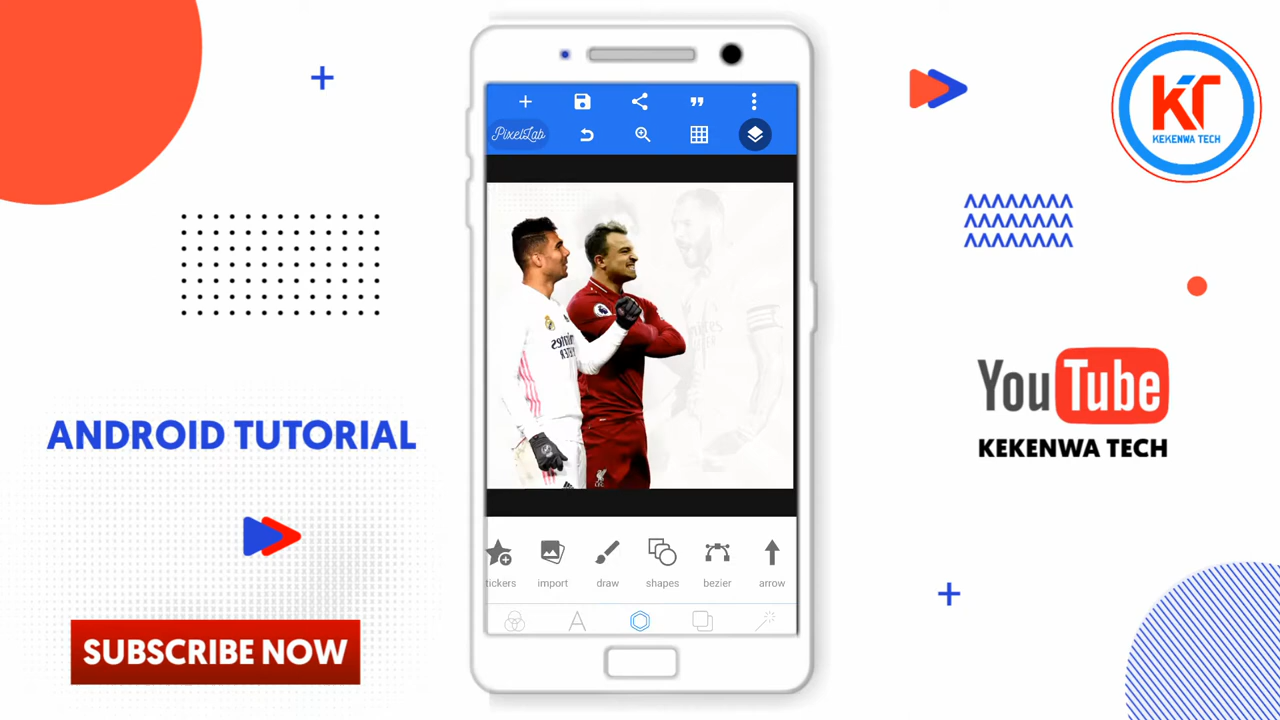 KT
KEKENWA TECH
PixelLab
ANDROID TUTORIAL
SUBSCRIBE NOW
tickers
import
draw
shapes
bezier
arrow
YouTube
KEKENWA TECH